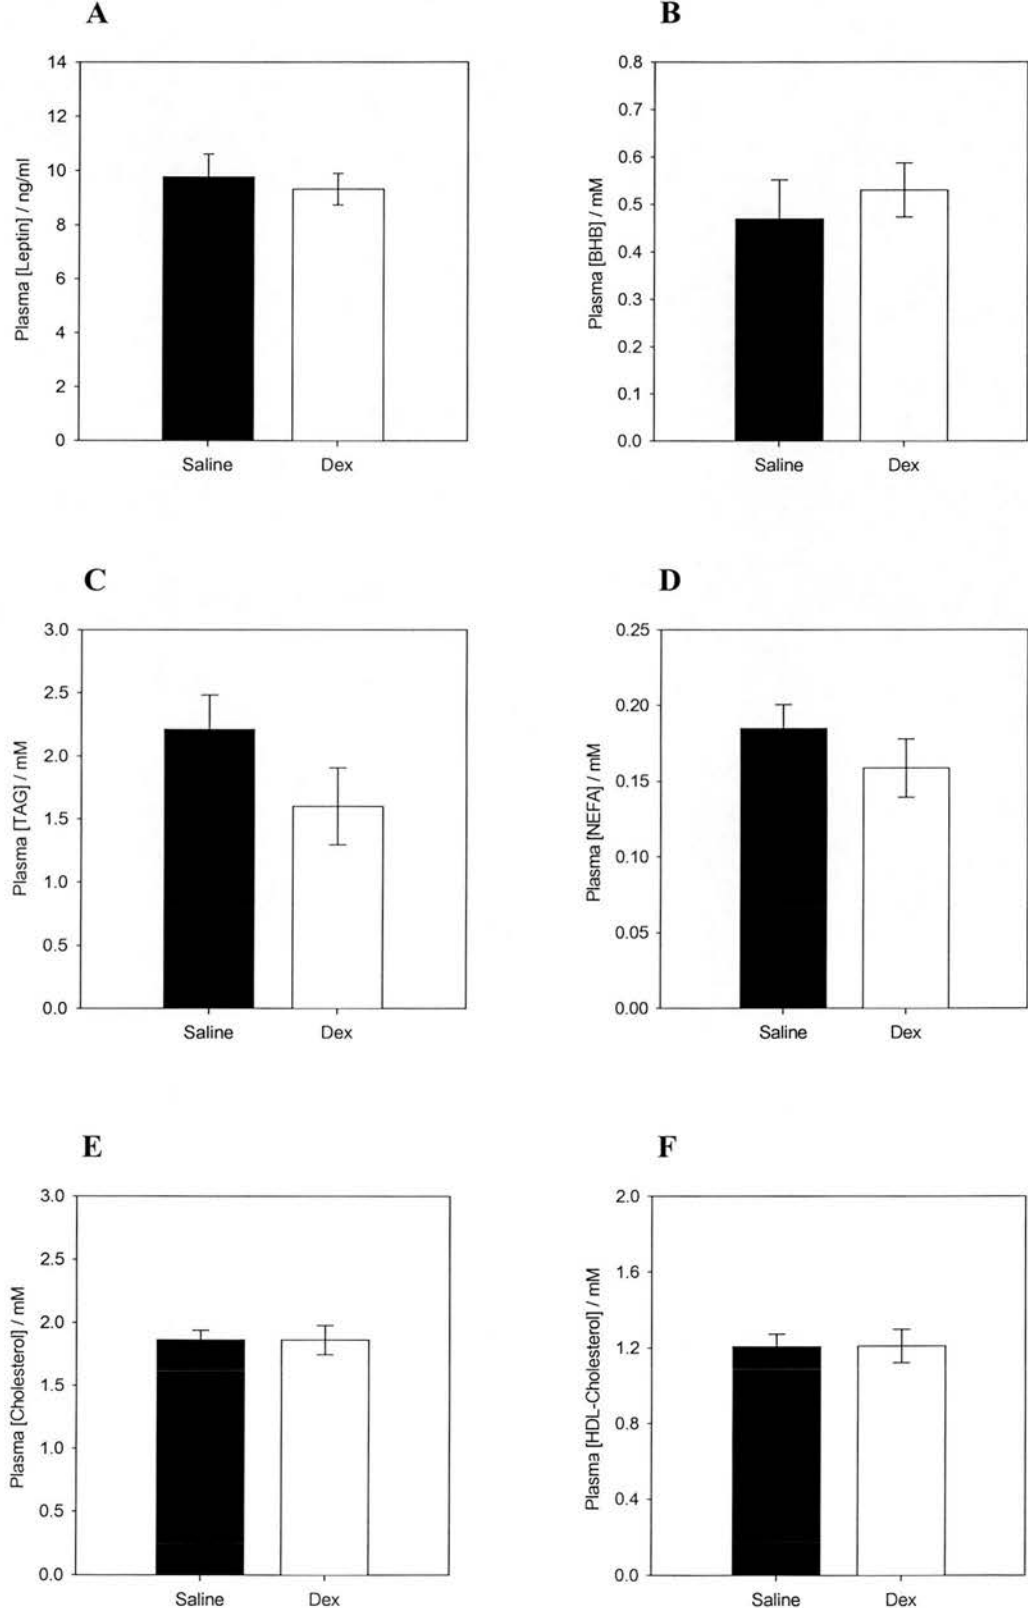 A
Plasma [Leptin] / ng/ml
14
12
10
8
6
4
2
0
Saline Dex
B
Plasma [BHB] / mM
0.8
0.7
0.6
0.5
0.4
0.3
0.2
0.1
0.0
Saline Dex
C
Plasma [TAG] / mM
3.0
2.5
2.0
1.5
1.0
0.5
0.0
Saline Dex
D
Plasma [NEFA] / mM
0.25
0.20
0.15
0.10
0.05
0.00
Saline Dex
E
Plasma [Cholesterol] / mM
3.0
2.5
2.0
1.5
1.0
0.5
0.0
Saline Dex
F
Plasma [HDL-Cholesterol] / mM
2.0
1.6
1.2
0.8
0.4
0.0
Saline Dex